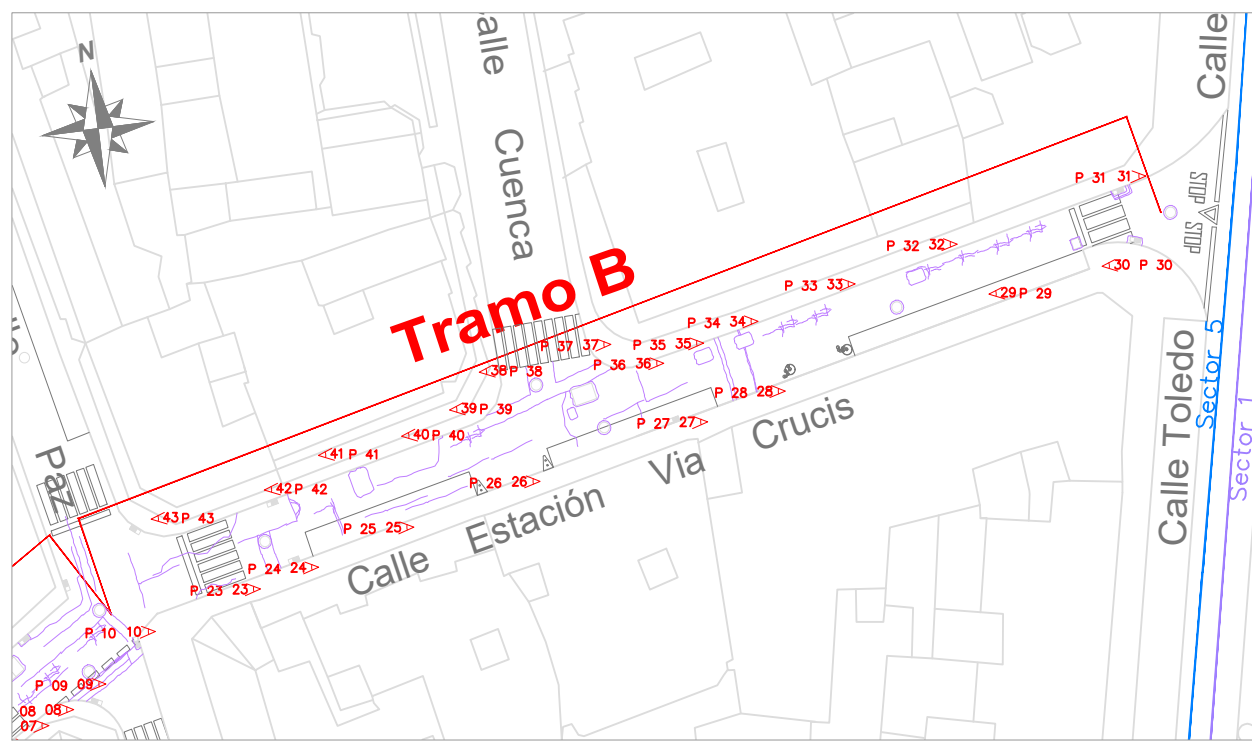 N
alle
Cuenca
Calle
P 31 31
STOP
STOP
P 32 32
30 P 30
P 33 33
29 P 29
Tramo B
P 34 34
P 37 37
P 35 35
P 36 36
38 P 38
P 28 28
39 P 39
P 27 27
40 P 40
41 P 41
P 26 26
42 P 42
43 P 43
P 25 25
P 24 24
P 23 23
Paz
Calle Estación Via Crucis
Calle Toledo
Sector 5
Sector 1
P 10 10
P 09 09
08 08
07